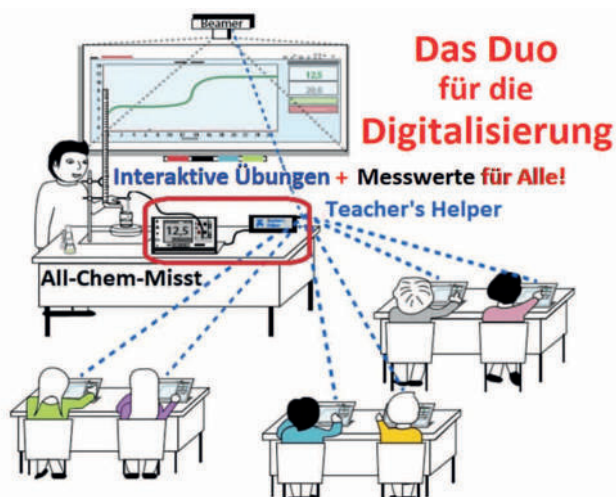 Beamer
12,5
20,0
Das Duo
für die
Digitalisierung
Interaktive Übungen + Messwerte für Alle!
Teacher's Helper
12,5
All-Chem-Misst